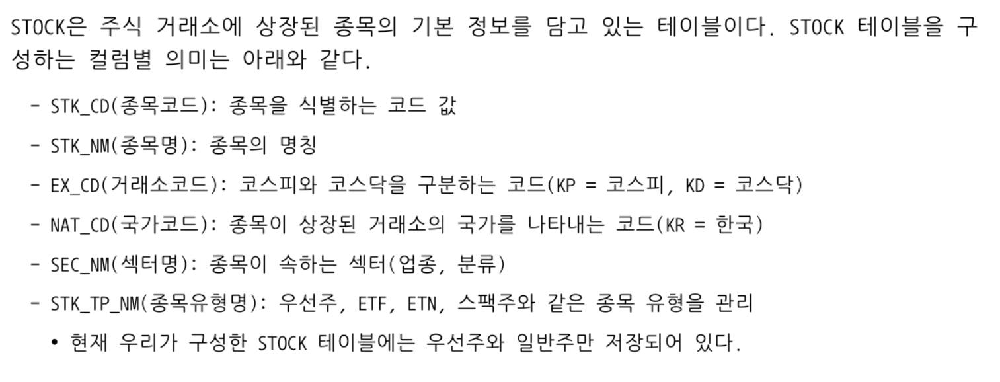 STOCK은 주식 거래소에 상장된 종목의 기본 정보를 담고 있는 테이블이다. STOCK 테이블을 구
성하는 컬럼별 의미는 아래와 같다.
- STK_CD(종목코드): 종목을 식별하는 코드 값
- STK_NM(종목명): 종목의 명칭
- EX_CD(거래소코드): 코스피와 코스닥을 구분하는 코드(KP = 코스피, KD = 코스닥)
- NAT_CD(국가코드): 종목이 상장된 거래소의 국가를 나타내는 코드(KR = 한국)
- SEC_NM(섹터명): 종목이 속하는 섹터(업종, 분류)
- STK_TP_NM(종목유형명): 우선주, ETF, ETN, 스팩주와 같은 종목 유형을 관리
• 현재 우리가 구성한 STOCK 테이블에는 우선주와 일반주만 저장되어 있다.